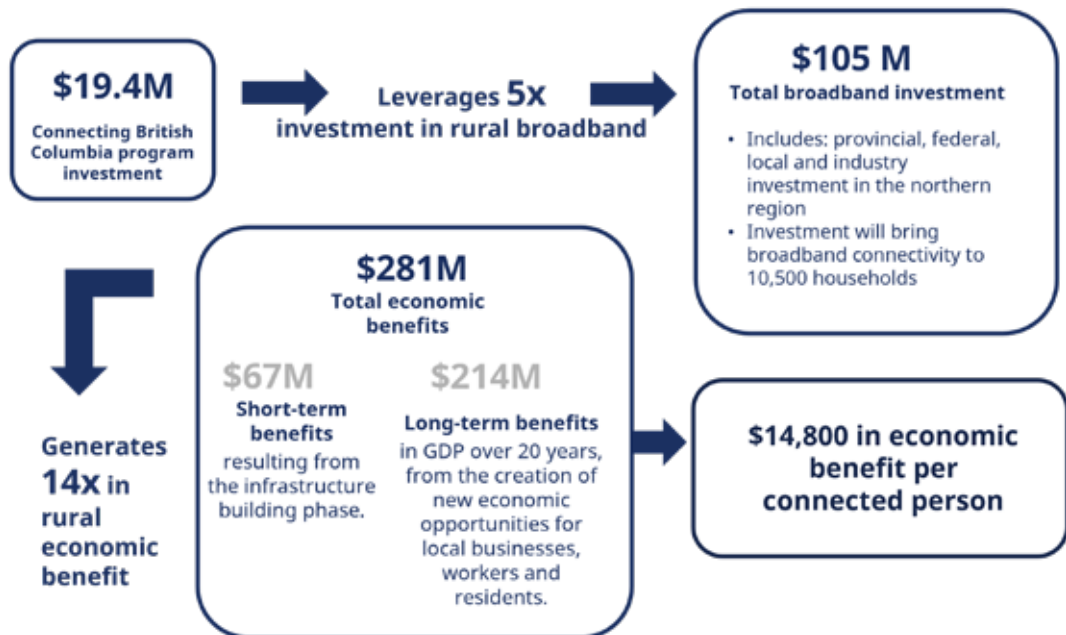 $19.4M
Connecting British
Columbia program
investment
Leverages 5x
investment in rural broadband
$105 M
Total broadband investment
• Includes: provincial, federal,
local and industry
investment in the northern
region
• Investment will bring
broadband connectivity to
10,500 households
Generates
14x in
rural
economic
benefit
$281M
Total economic
benefits
$67M
Short-term
benefits
resulting from
the infrastructure
building phase.
$214M
Long-term benefits
in GDP over 20 years,
from the creation of
new economic
opportunities for
local businesses,
workers and
residents.
$14,800 in economic
benefit per
connected person